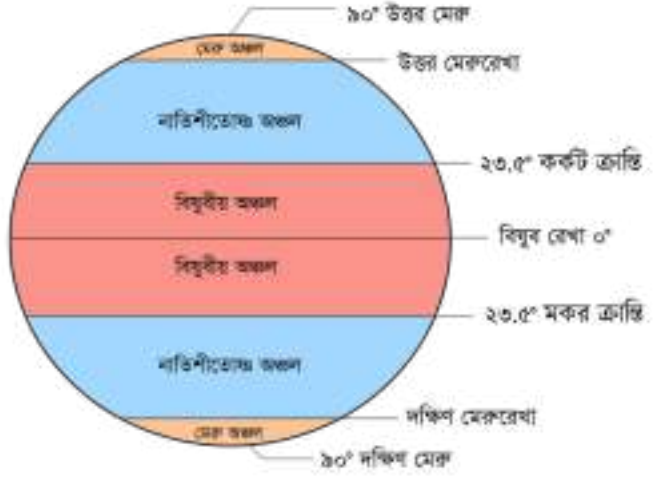 ৯০° উত্তর মেরু
মেরু অঞ্চল
উত্তর মেরুরেখা
নাতিশীতোষ্ণ অঞ্চল
২৩.৫° কর্কট ক্রান্তি
বিষুবীয় অঞ্চল
বিষুব রেখা ০°
বিষুবীয় অঞ্চল
২৩.৫° মকর ক্রান্তি
নাতিশীতোষ্ণ অঞ্চল
দক্ষিণ মেরুরেখা
মেরু অঞ্চল
৯০° দক্ষিণ মেরু